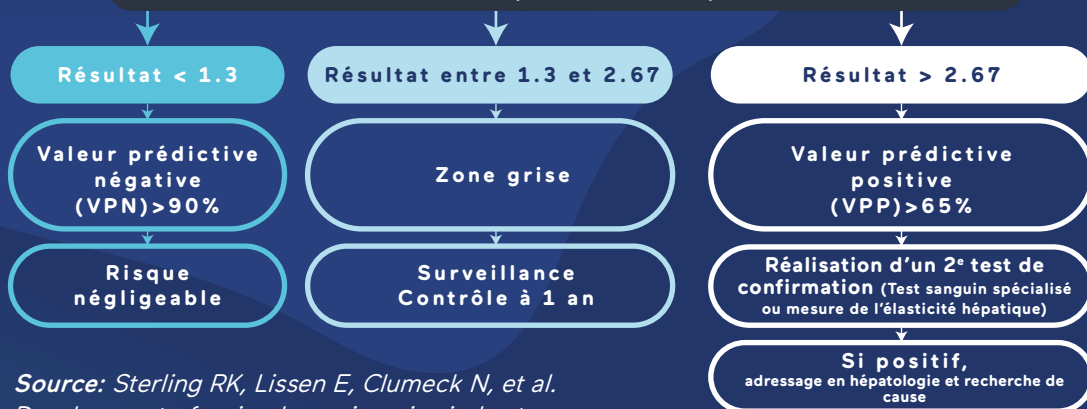 Résultat < 1.3
Résultat entre 1.3 et 2.67
Résultat > 2.67
Valeur prédictive
négative
(VPN)>90%
Zone grise
Valeur prédictive
positive
(VPP)>65%
Risque
négligeable
Surveillance
Contrôle à 1 an
Réalisation d'un 2ᵉ test de
confirmation (Test sanguin spécialisé
ou mesure de l'élasticité hépatique)
Si positif,
adressage en hépatologie et recherche de
cause
Source: Sterling RK, Lissen E, Clumeck N, et al.